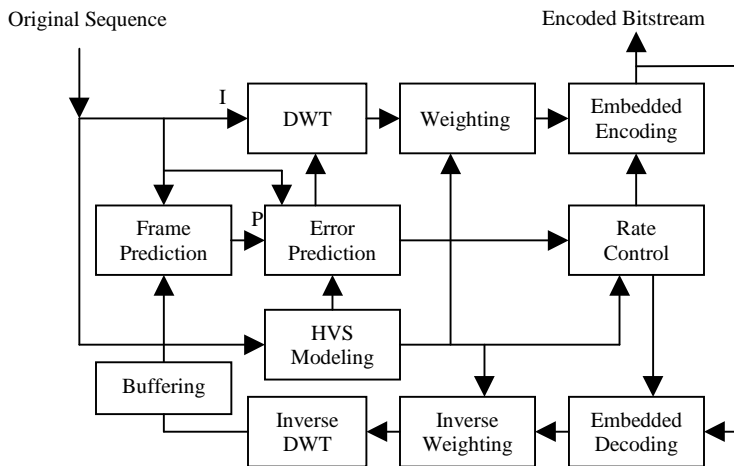 Original Sequence
Encoded Bitstream
I
DWT
Weighting
Embedded
Encoding
Frame
Prediction
P
Error
Prediction
Rate
Control
HVS
Modeling
Buffering
Inverse
DWT
Inverse
Weighting
Embedded
Decoding